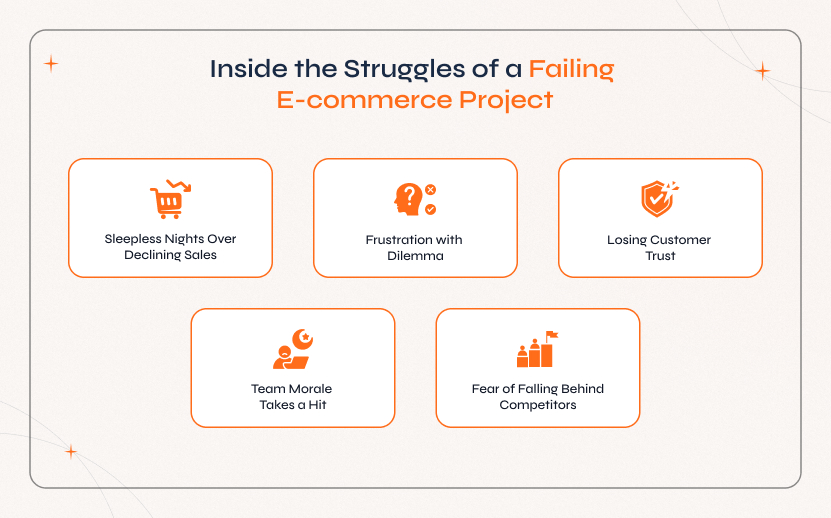 Inside the Struggles of a Failing
E-commerce Project
Sleepless Nights Over
Declining Sales
Frustration with
Dilemma
Losing Customer
Trust
Team Morale
Takes a Hit
Fear of Falling Behind
Competitors